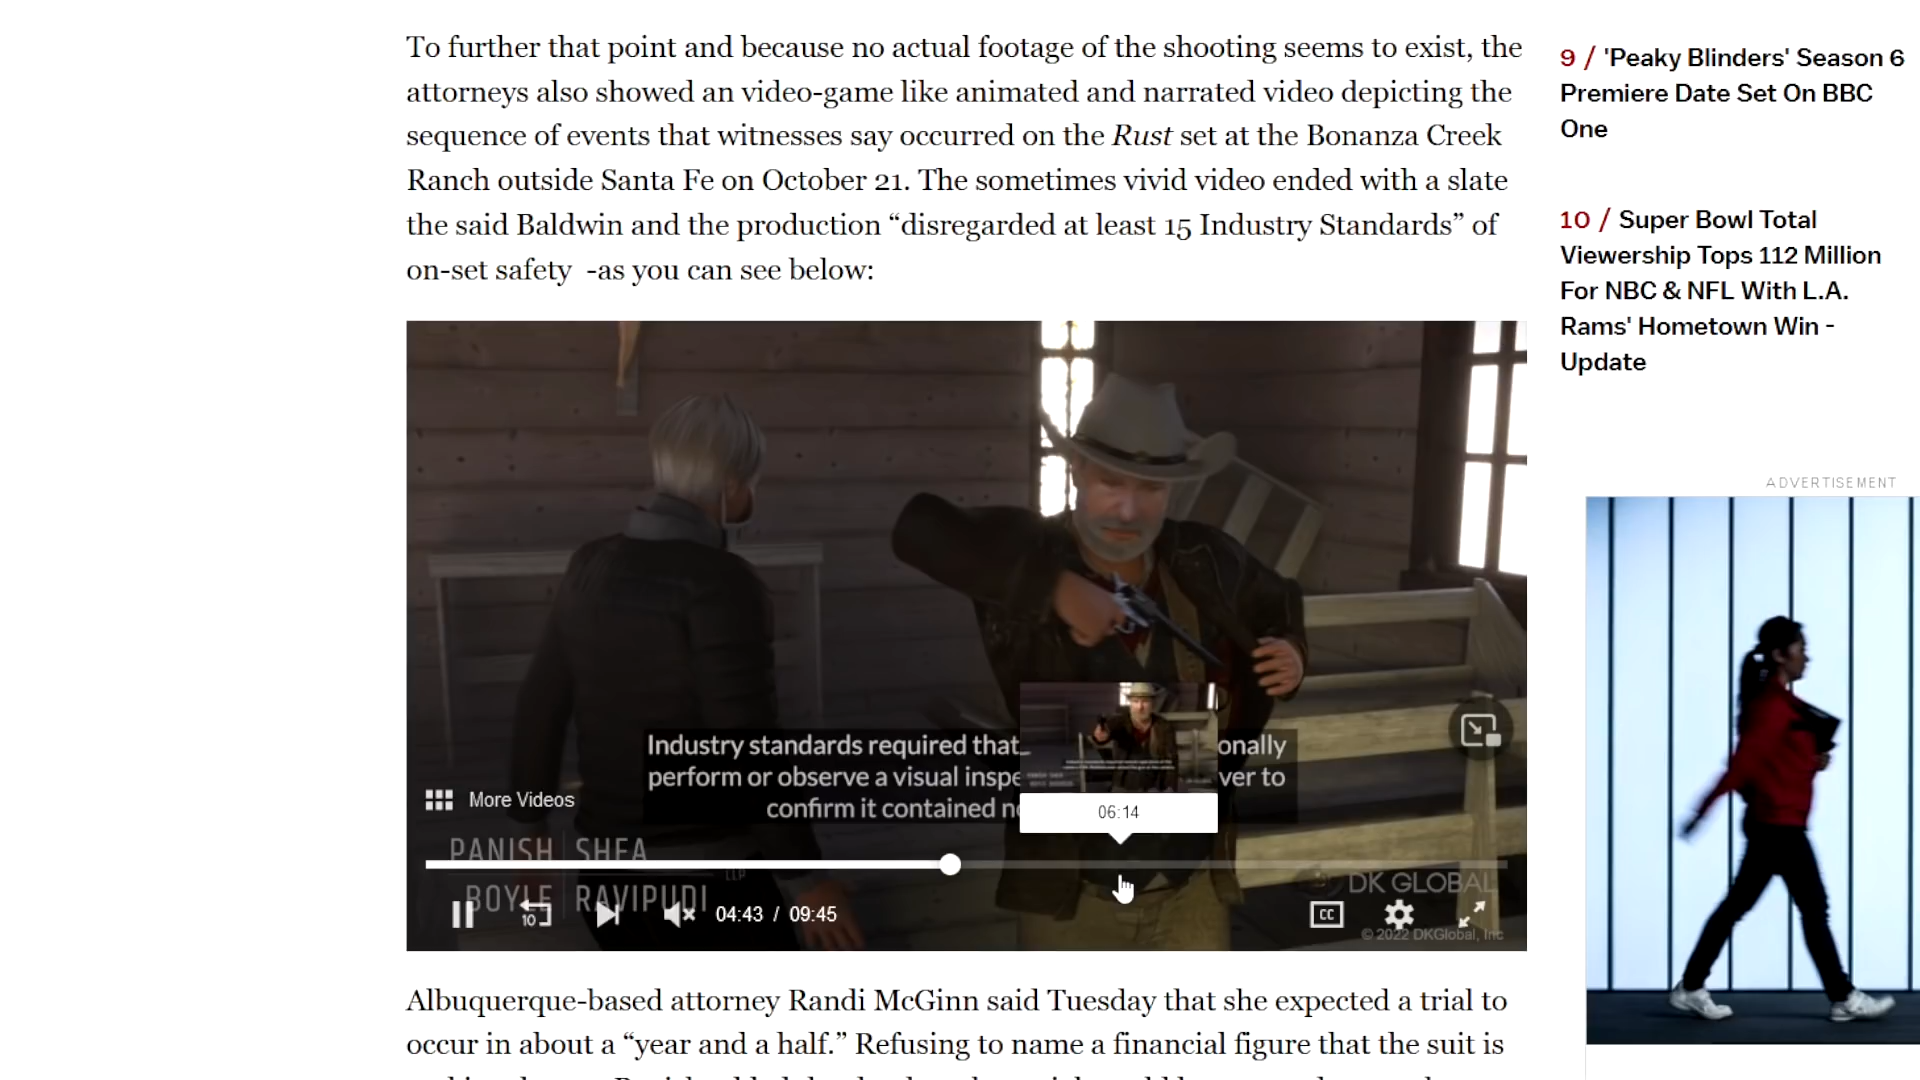 To further that point and because no actual footage of the shooting seems to exist, the
attorneys also showed an video-game like animated and narrated video depicting the
sequence of events that witnesses say occurred on the Rust set at the Bonanza Creek
Ranch outside Santa Fe on October 21. The sometimes vivid video ended with a slate
the said Baldwin and the production “disregarded at least 15 Industry Standards” of
on-set safety -as you can see below:
Industry standards required that
onally
perform or observe a visual
ver to
confirm it contained
More Videos
06:14
PANISH SHEA
BOYLE RAVIPUDI LLP
DK GLOBAL
10
04:43 / 09:45
CC
© 2022 DKGlobal, Inc
Albuquerque-based attorney Randi McGinn said Tuesday that she expected a trial to
occur in about a “year and a half.” Refusing to name a financial figure that the suit is
9 / 'Peaky Blinders' Season 6
Premiere Date Set On BBC
One
10 / Super Bowl Total
Viewership Tops 112 Million
For NBC & NFL With L.A.
Rams' Hometown Win -
Update
ADVERTISEMENT